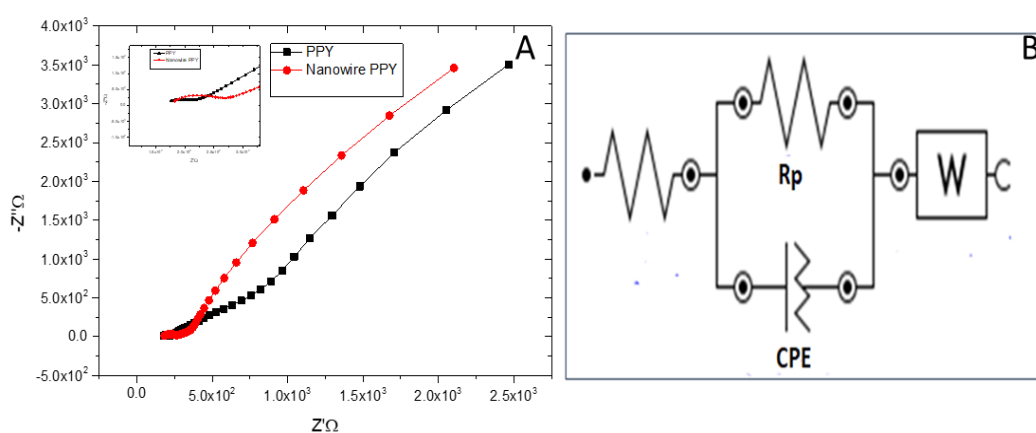 A
PPY
Nanowire PPY
PPY
Nanowire PPY
4.0x10³
3.5x10³
3.0x10³
2.5x10³
2.0x10³
1.5x10³
1.0x10³
5.0x10²
0.0
-5.0x10²
-Z''Ω
0.0
5.0x10²
1.0x10³
1.5x10³
2.0x10³
2.5x10³
Z'Ω
B
Rp
W
CPE